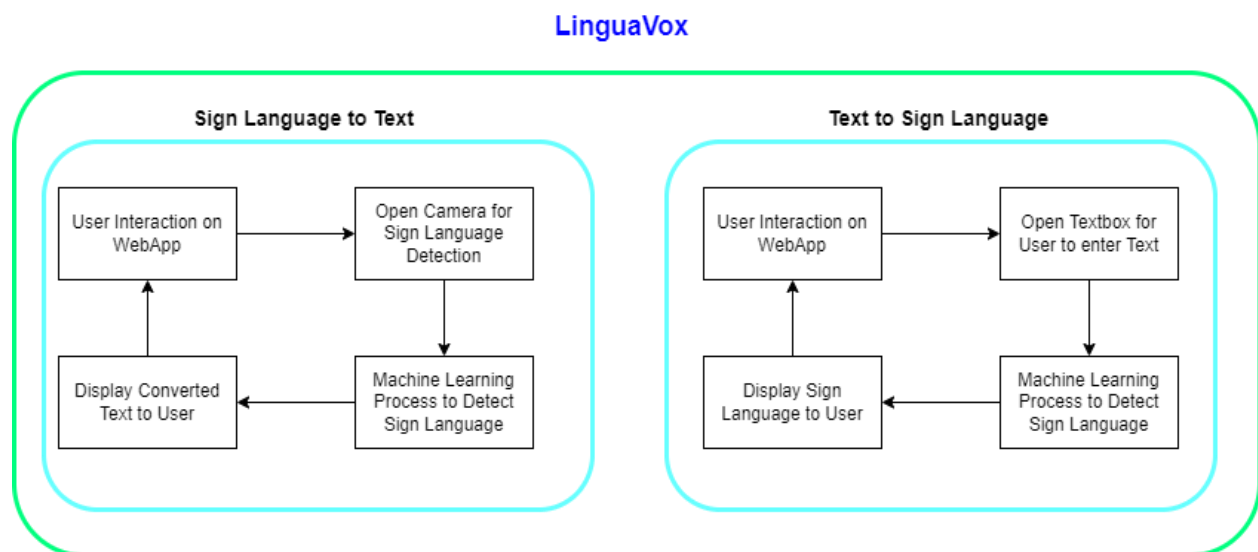 LinguaVox
Sign Language to Text
User Interaction on
WebApp
Open Camera for
Sign Language
Detection
Display Converted
Text to User
Machine Learning
Process to Detect
Sign Language
Text to Sign Language
User Interaction on
WebApp
Open Textbox for
User to enter Text
Display Sign
Language to User
Machine Learning
Process to Detect
Sign Language